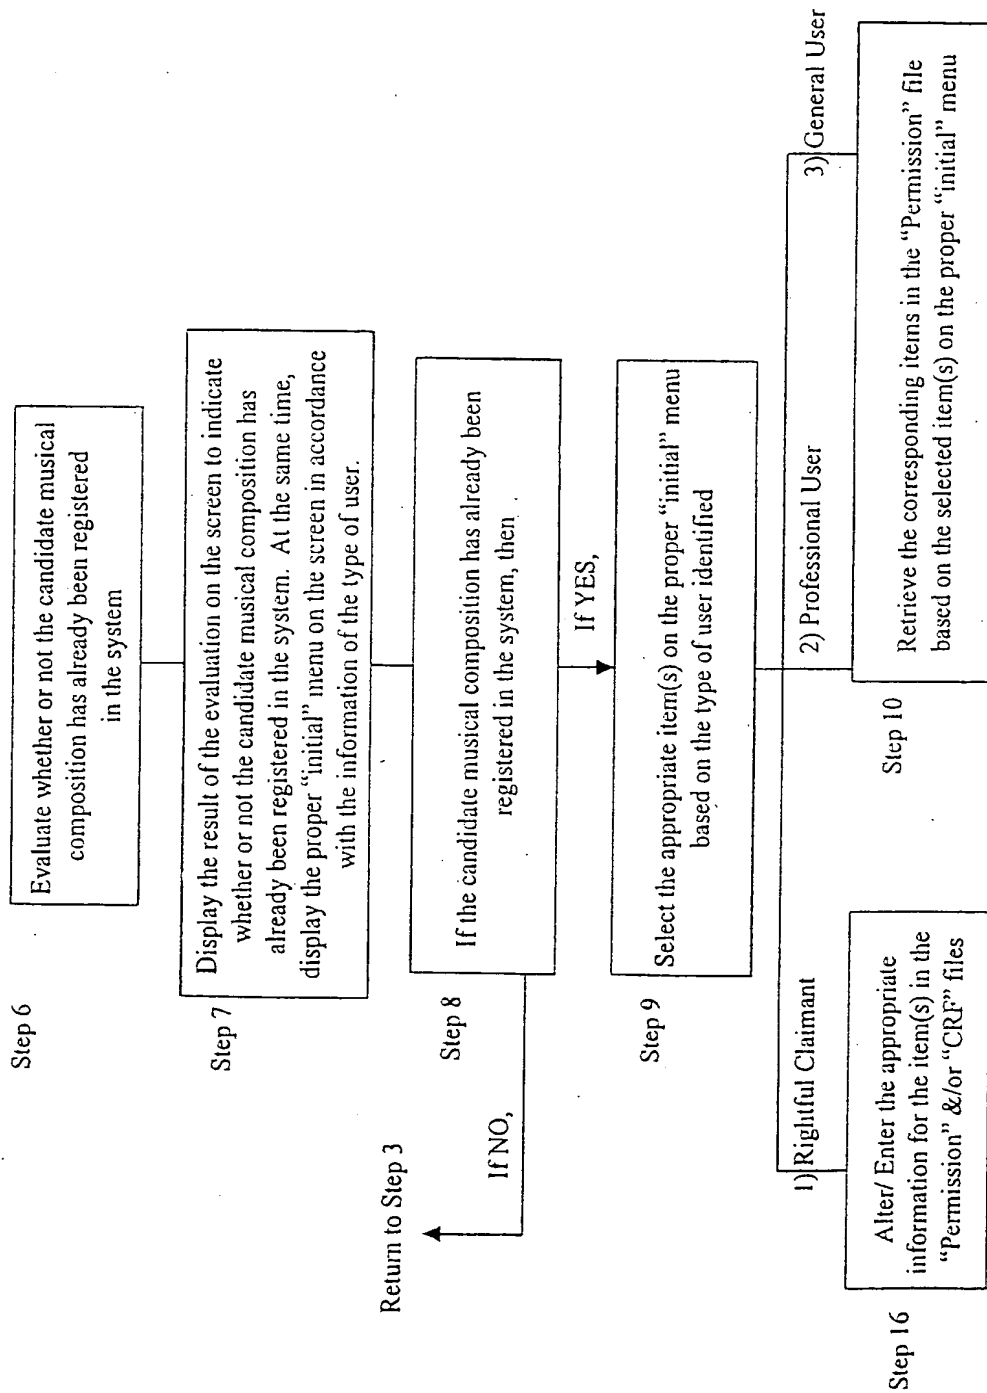 Step 6
Evaluate whether or not the candidate musical
composition has already been registered
in the system
Step 7
Display the result of the evaluation on the screen to indicate
whether or not the candidate musical composition has
already been registered in the system. At the same time,
display the proper “initial” menu on the screen in accordance
with the information of the type of user.
Step 8
If the candidate musical composition has already been
registered in the system, then
Return to Step 3
If NO,
If YES,
Step 9
Select the appropriate item(s) on the proper “initial” menu
based on the type of user identified
1) Rightful Claimant
2) Professional User
3) General User
Step 16
Alter/ Enter the appropriate
information for the item(s) in the
“Permission” &/or “CRF” files
Step 10
Retrieve the corresponding items in the “Permission” file
based on the selected item(s) on the proper “initial” menu